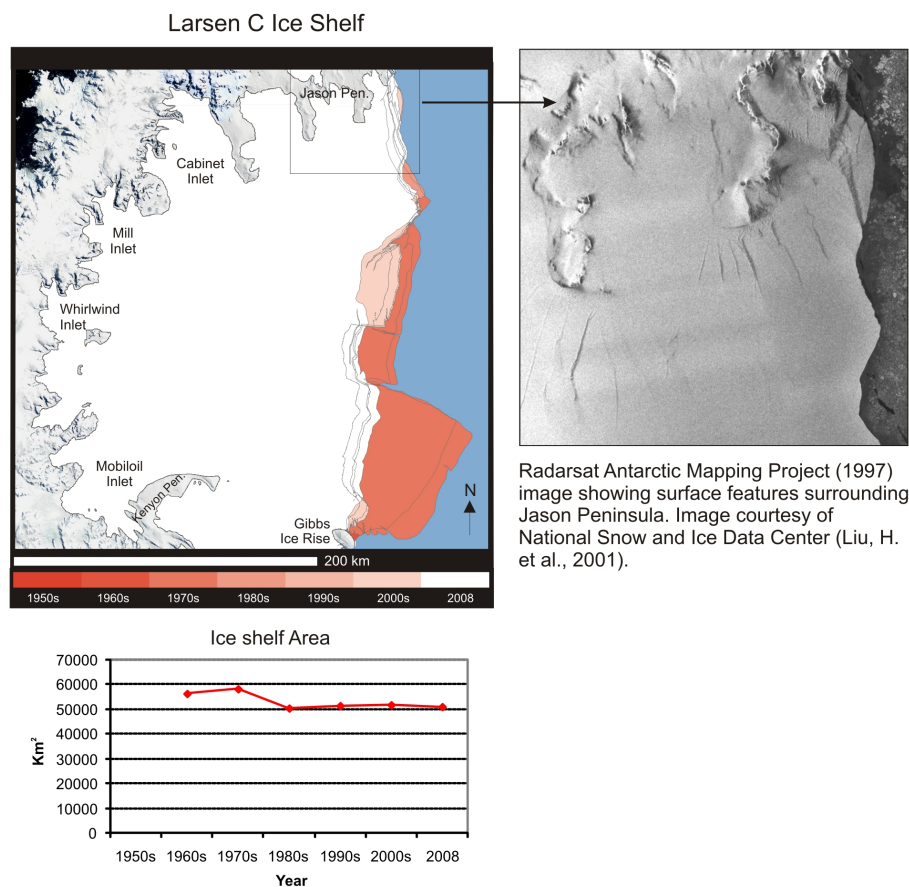 Larsen C Ice Shelf
Jason Pen.
Cabinet
Inlet
Mill
Inlet
Whirlwind
Inlet
Mobiloil
Inlet
Kenyon Pen.
Gibbs
Ice Rise
N
200 km
1950s 1960s 1970s 1980s 1990s 2000s 2008
Radarsat Antarctic Mapping Project (1997)
image showing surface features surrounding
Jason Peninsula. Image courtesy of
National Snow and Ice Data Center (Liu, H.
et al., 2001).
Ice shelf Area
70000
60000
50000
40000
30000
20000
10000
0
Km²
1950s 1960s 1970s 1980s 1990s 2000s 2008
Year